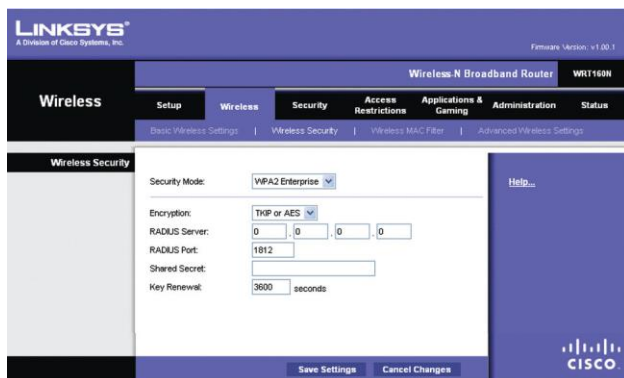 LINKSYS®
A Division of Cisco Systems, Inc.
Firmware Version: v1.00.1
Wireless-N Broadband Router WRT160N
Wireless
Setup Wireless Security Access Restrictions Applications & Gaming Administration Status
Basic Wireless Settings | Wireless Security | Wireless MAC Filter | Advanced Wireless Settings
Wireless Security
Security Mode: WPA2 Enterprise
Help...
Encryption: TKIP or AES
RADIUS Server: 0 . 0 . 0 . 0
RADIUS Port: 1812
Shared Secret:
Key Renewal: 3600 seconds
Save Settings Cancel Changes
CISCO